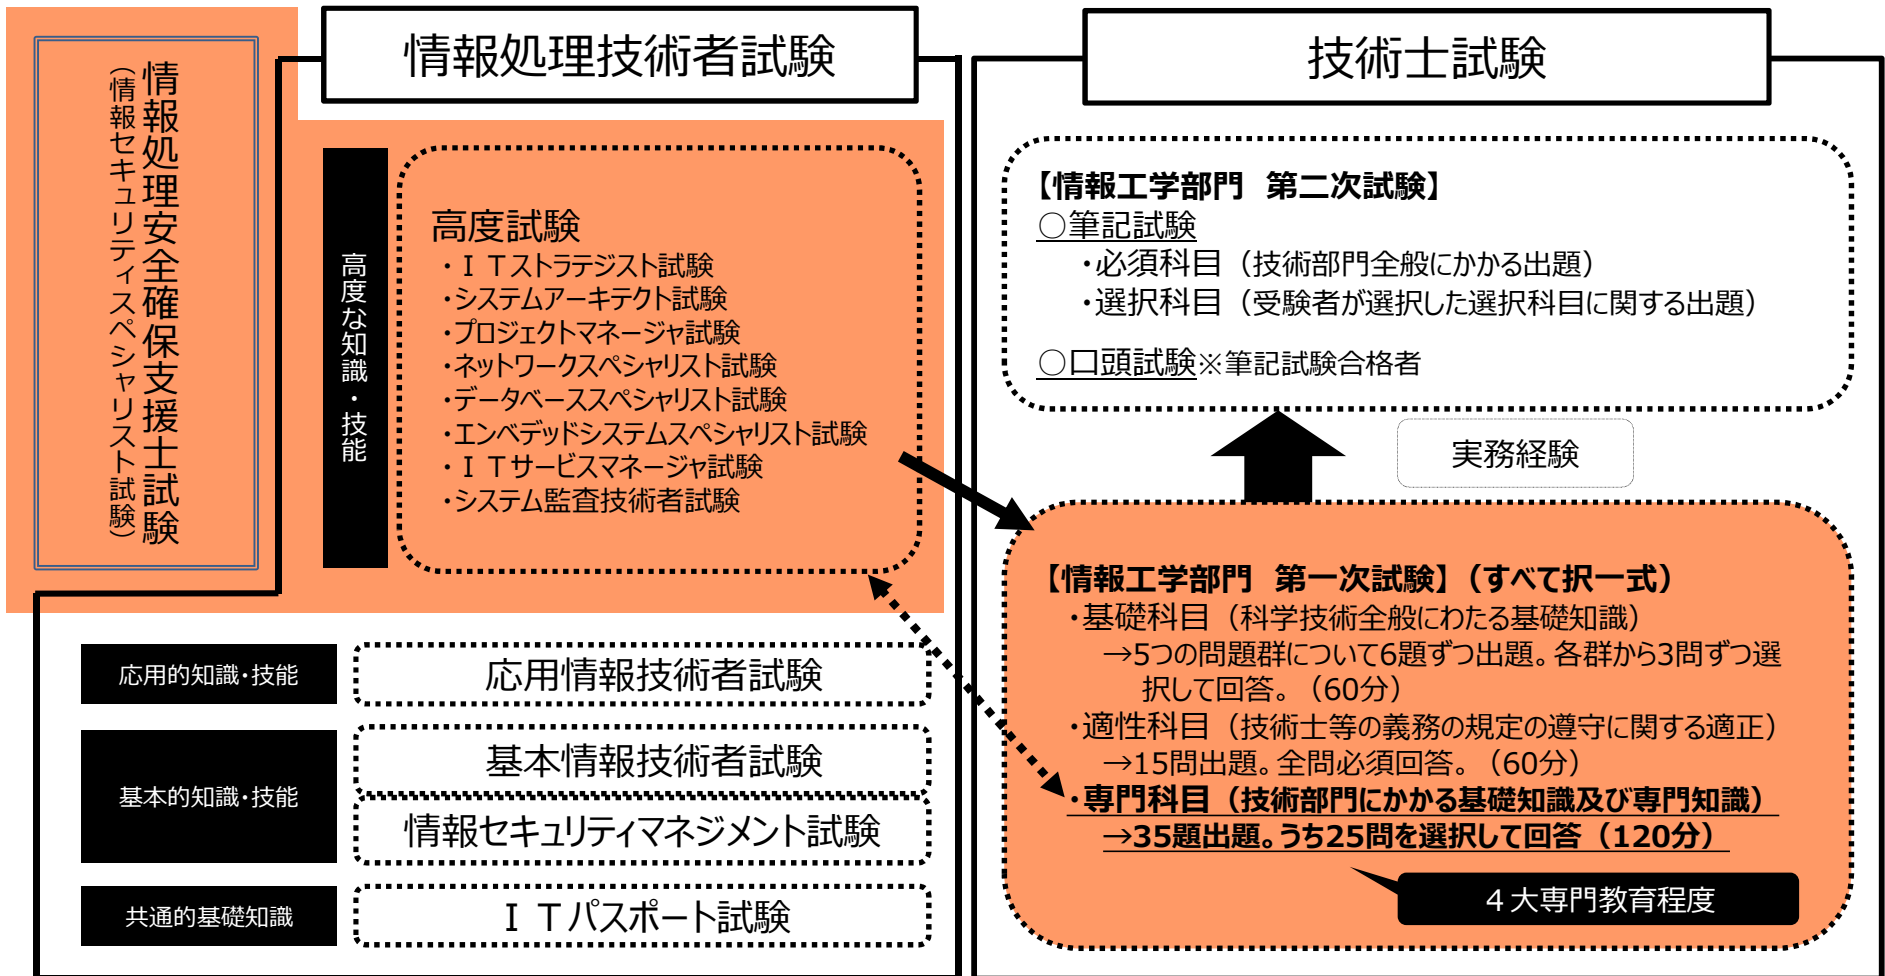 情報処理安全確保支援士試験
（情報セキュリティスペシャリスト試験）
情報処理技術者試験
高度な知識・技能
高度試験
・ＩＴストラテジスト試験
・システムアーキテクト試験
・プロジェクトマネージャ試験
・ネットワークスペシャリスト試験
・データベーススペシャリスト試験
・エンベデッドシステムスペシャリスト試験
・ＩＴサービスマネージャ試験
・システム監査技術者試験
応用的知識・技能
応用情報技術者試験
基本的知識・技能
基本情報技術者試験
情報セキュリティマネジメント試験
共通的基礎知識
ＩＴパスポート試験
技術士試験
【情報工学部門　第二次試験】
○筆記試験
・必須科目（技術部門全般にかかる出題）
・選択科目（受験者が選択した選択科目に関する出題）
○口頭試験※筆記試験合格者
実務経験
【情報工学部門　第一次試験】（すべて択一式）
・基礎科目（科学技術全般にわたる基礎知識）
→5つの問題群について6題ずつ出題。各群から3問ずつ選
択して回答。（60分）
・適性科目（技術士等の義務の規定の遵守に関する適正）
→15問出題。全問必須回答。（60分）
・専門科目（技術部門にかかる基礎知識及び専門知識）
→35題出題。うち25問を選択して回答（120分）
４大専門教育程度